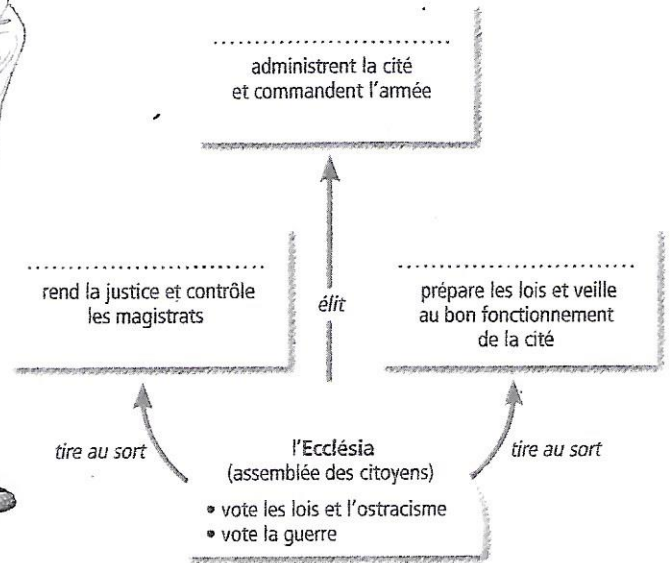 ....................................
administrent la cité
et commandent l'armée
....................................
rend la justice et contrôle
les magistrats
élit
....................................
prépare les lois et veille
au bon fonctionnement
de la cité
tire au sort
l'Ecclésia
(assemblée des citoyens)
• vote les lois et l'ostracisme
• vote la guerre
tire au sort